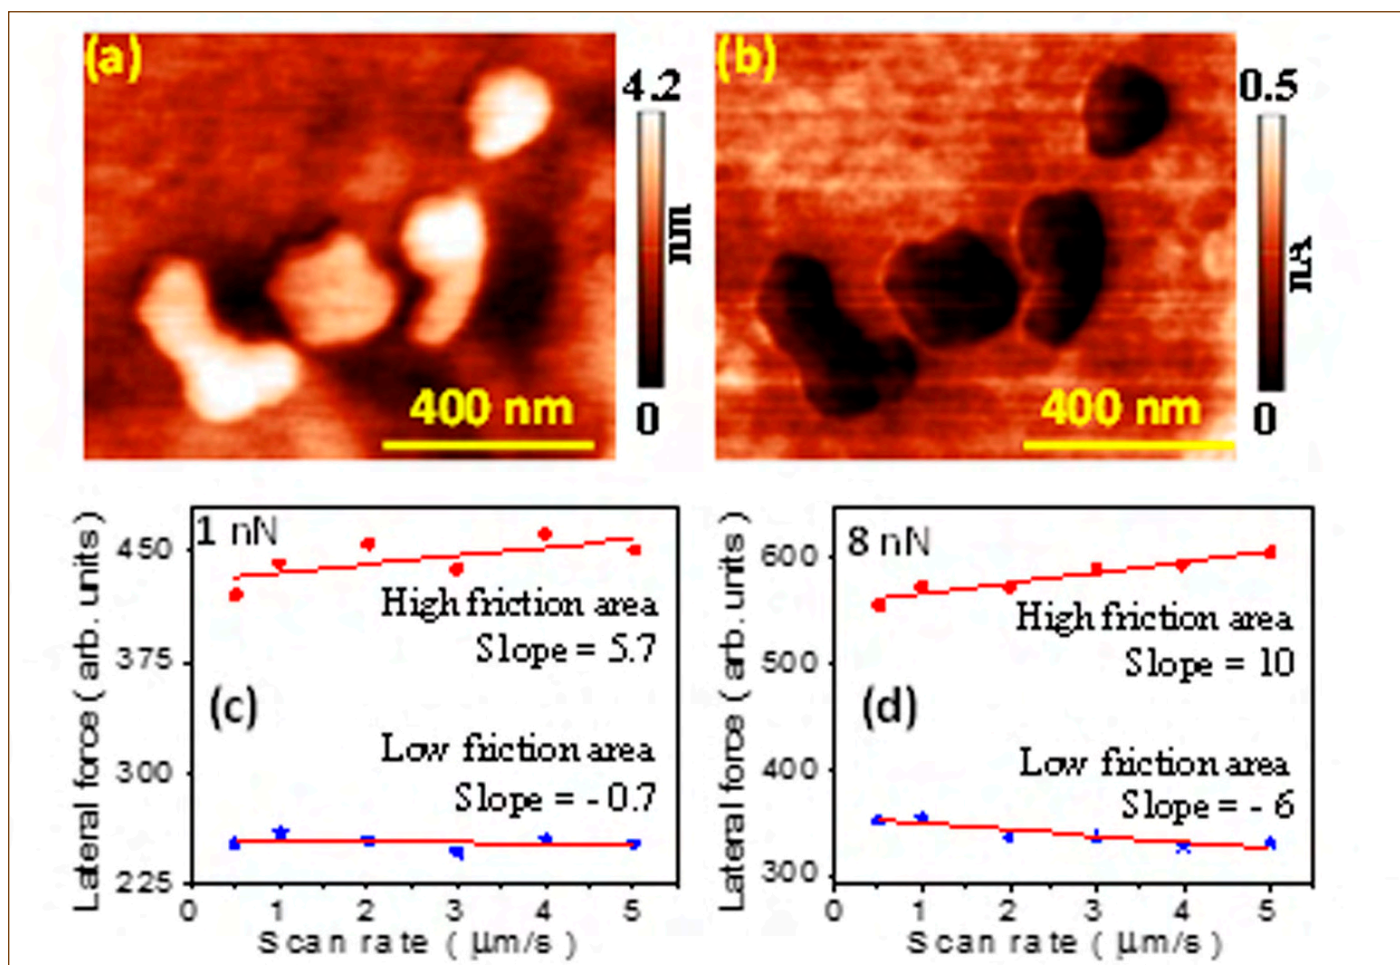 (a)
4.2
nm
0
400 nm
(b)
0.5
nA
0
400 nm
Lateral force ( arb. units)
450
375
300
225
1 nN
High friction area
Slope = 5.7
(c)
Low friction area
Slope = - 0.7
0 1 2 3 4 5
Scan rate ( μm/s)
Lateral force ( arb. units)
600
500
400
300
8 nN
High friction area
Slope = 10
(d)
Low friction area
Slope = - 6
0 1 2 3 4 5
Scan rate ( μm/s)